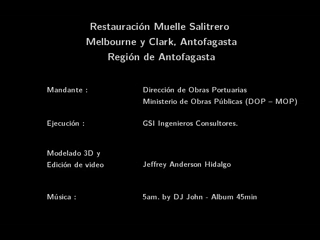 Restauración Muelle Salitrero
Melbourne y Clark, Antofagasta
Región de Antofagasta
Mandante : Dirección de Obras Portuarias
Ministerio de Obras Públicas (DOP – MOP)
Ejecución : GSI Ingenieros Consultores.
Modelado 3D y
Edición de video Jeffrey Anderson Hidalgo
Música : 5am. by DJ John - Album 45min